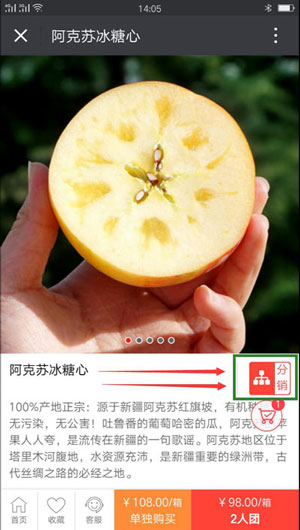 14:05
阿克苏冰糖心
阿克苏冰糖心
分销
100%产地正宗：源于新疆阿克苏红旗坡，有机种
无污染，无公害！吐鲁番的葡萄哈密的瓜，阿克
苹果人人夸，是流传在新疆的一句歌谣。阿克苏地区位于
塔里木河腹地，水资源充沛，是新疆重要的绿洲带，古
代丝绸之路的必经之地。
1
首页
收藏
客服
￥108.00/箱
单独购买
￥98.00/箱
2人团